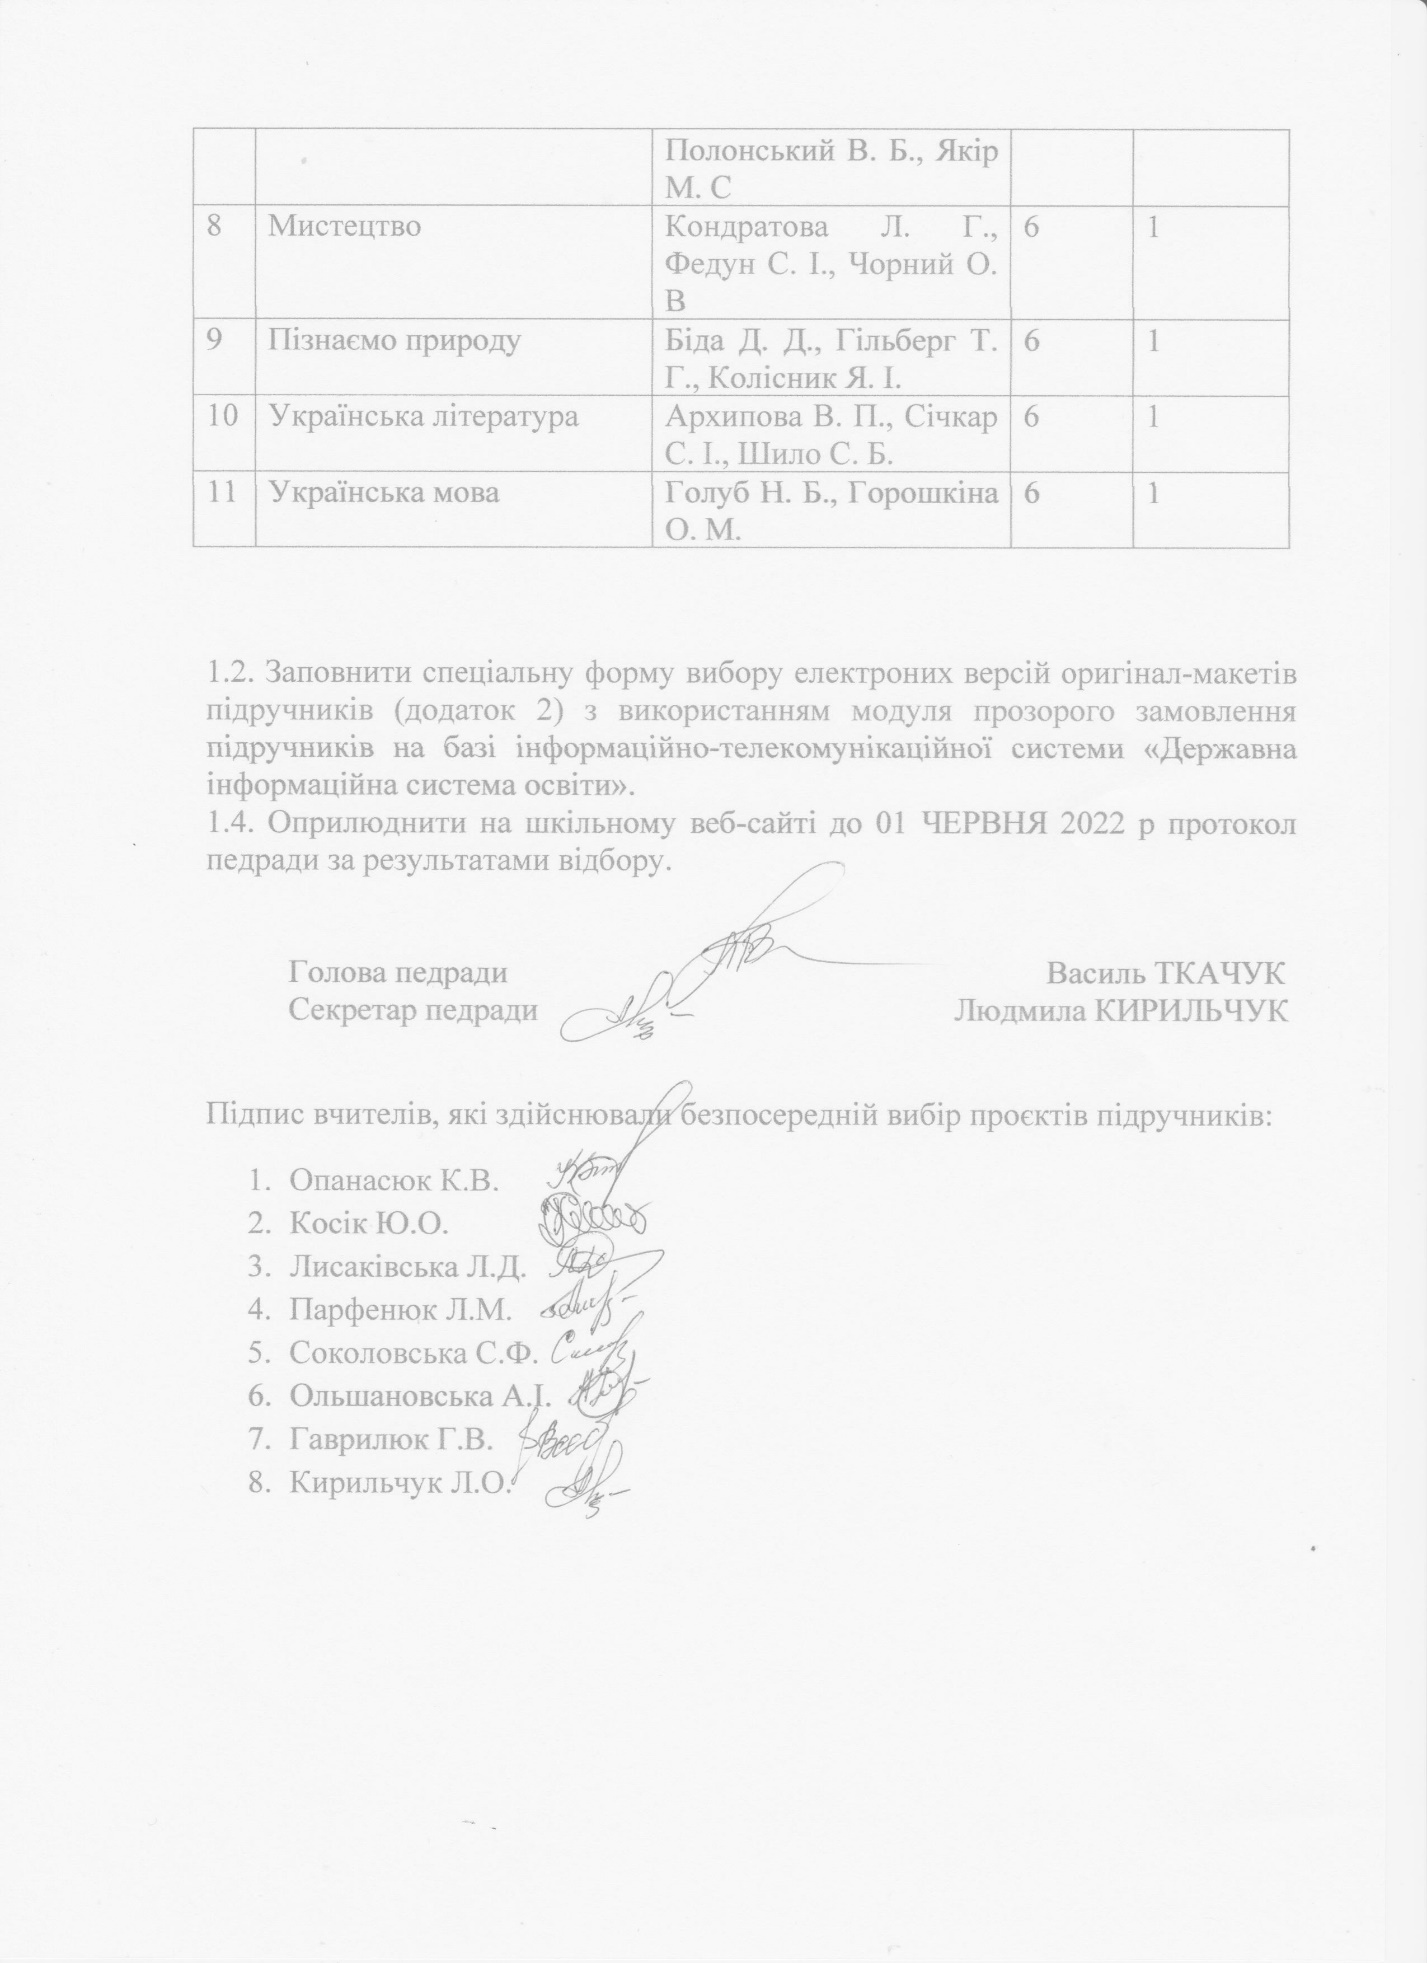 Полонський В. Б., Якір
М. С
8 Мистецтво Кондратова Л. Г., 6 1
Федун С. І., Чорний О.
В
9 Пізнаємо природу Біда Д. Д., Гільберг Т. 6 1
Г., Колісник Я. І.
10 Українська література Архипова В. П., Січкар 6 1
С. І., Шило С. Б.
11 Українська мова Голуб Н. Б., Горошкіна 6 1
О. М.
1.2. Заповнити спеціальну форму вибору електроних версій оригінал-макетів
підручників (додаток 2) з використанням модуля прозорого замовлення
підручників на базі інформаційно-телекомунікаційної системи «Державна
інформаційна система освіти».
1.4. Оприлюднити на шкільному веб-сайті до 01 ЧЕРВНЯ 2022 р протокол
педради за результатами відбору.
Голова педради Василь ТКАЧУК
Секретар педради Людмила КИРИЛЬЧУК
Підпис вчителів, які здійснювали безпосередній вибір проєктів підручників:
1. Опанасюк К.В.
2. Косік Ю.О.
3. Лисаківська Л.Д.
4. Парфенюк Л.М.
5. Соколовська С.Ф.
6. Ольшановська А.І.
7. Гаврилюк Г.В.
8. Кирильчук Л.О.